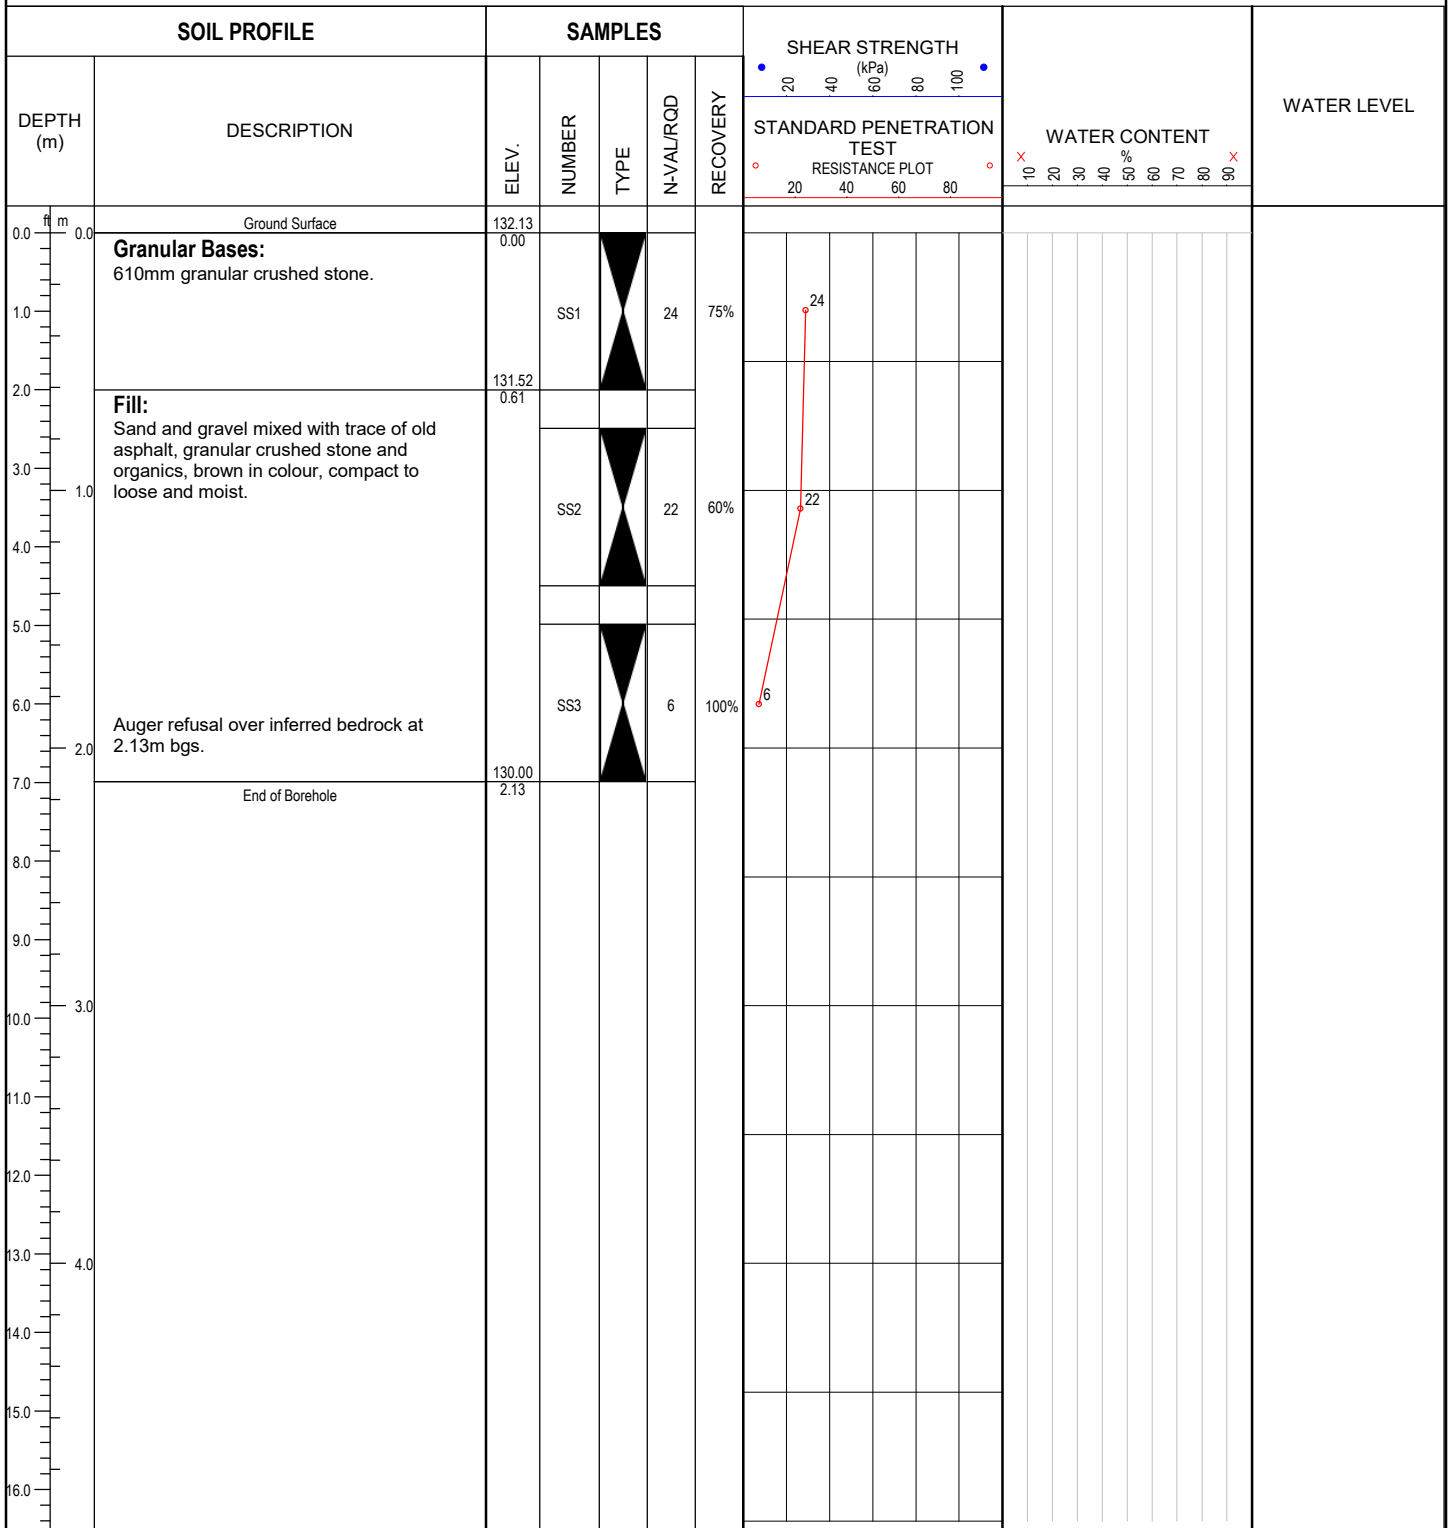 SOIL PROFILE
SAMPLES
SHEAR STRENGTH
(kPa)
20 40 60 80 100
DEPTH
(m)
DESCRIPTION
ELEV.
NUMBER
TYPE
N-VAL/RQD
RECOVERY
STANDARD PENETRATION
TEST
RESISTANCE PLOT
20 40 60 80
WATER CONTENT
%
10 20 30 40 50 60 70 80 90
WATER LEVEL
ft m
Ground Surface
132.13
0.0 0.0
0.00
Granular Bases:
610mm granular crushed stone.
1.0
SS1 24 75%
24
131.52
2.0
0.61
Fill:
Sand and gravel mixed with trace of old
asphalt, granular crushed stone and
organics, brown in colour, compact to
loose and moist.
3.0
1.0
SS2 22 60%
22
4.0
5.0
6.0
SS3 6 100%
6
Auger refusal over inferred bedrock at
2.13m bgs.
2.0
130.00
7.0
2.13
End of Borehole
8.0
9.0
3.0
10.0
11.0
12.0
13.0
4.0
14.0
15.0
16.0